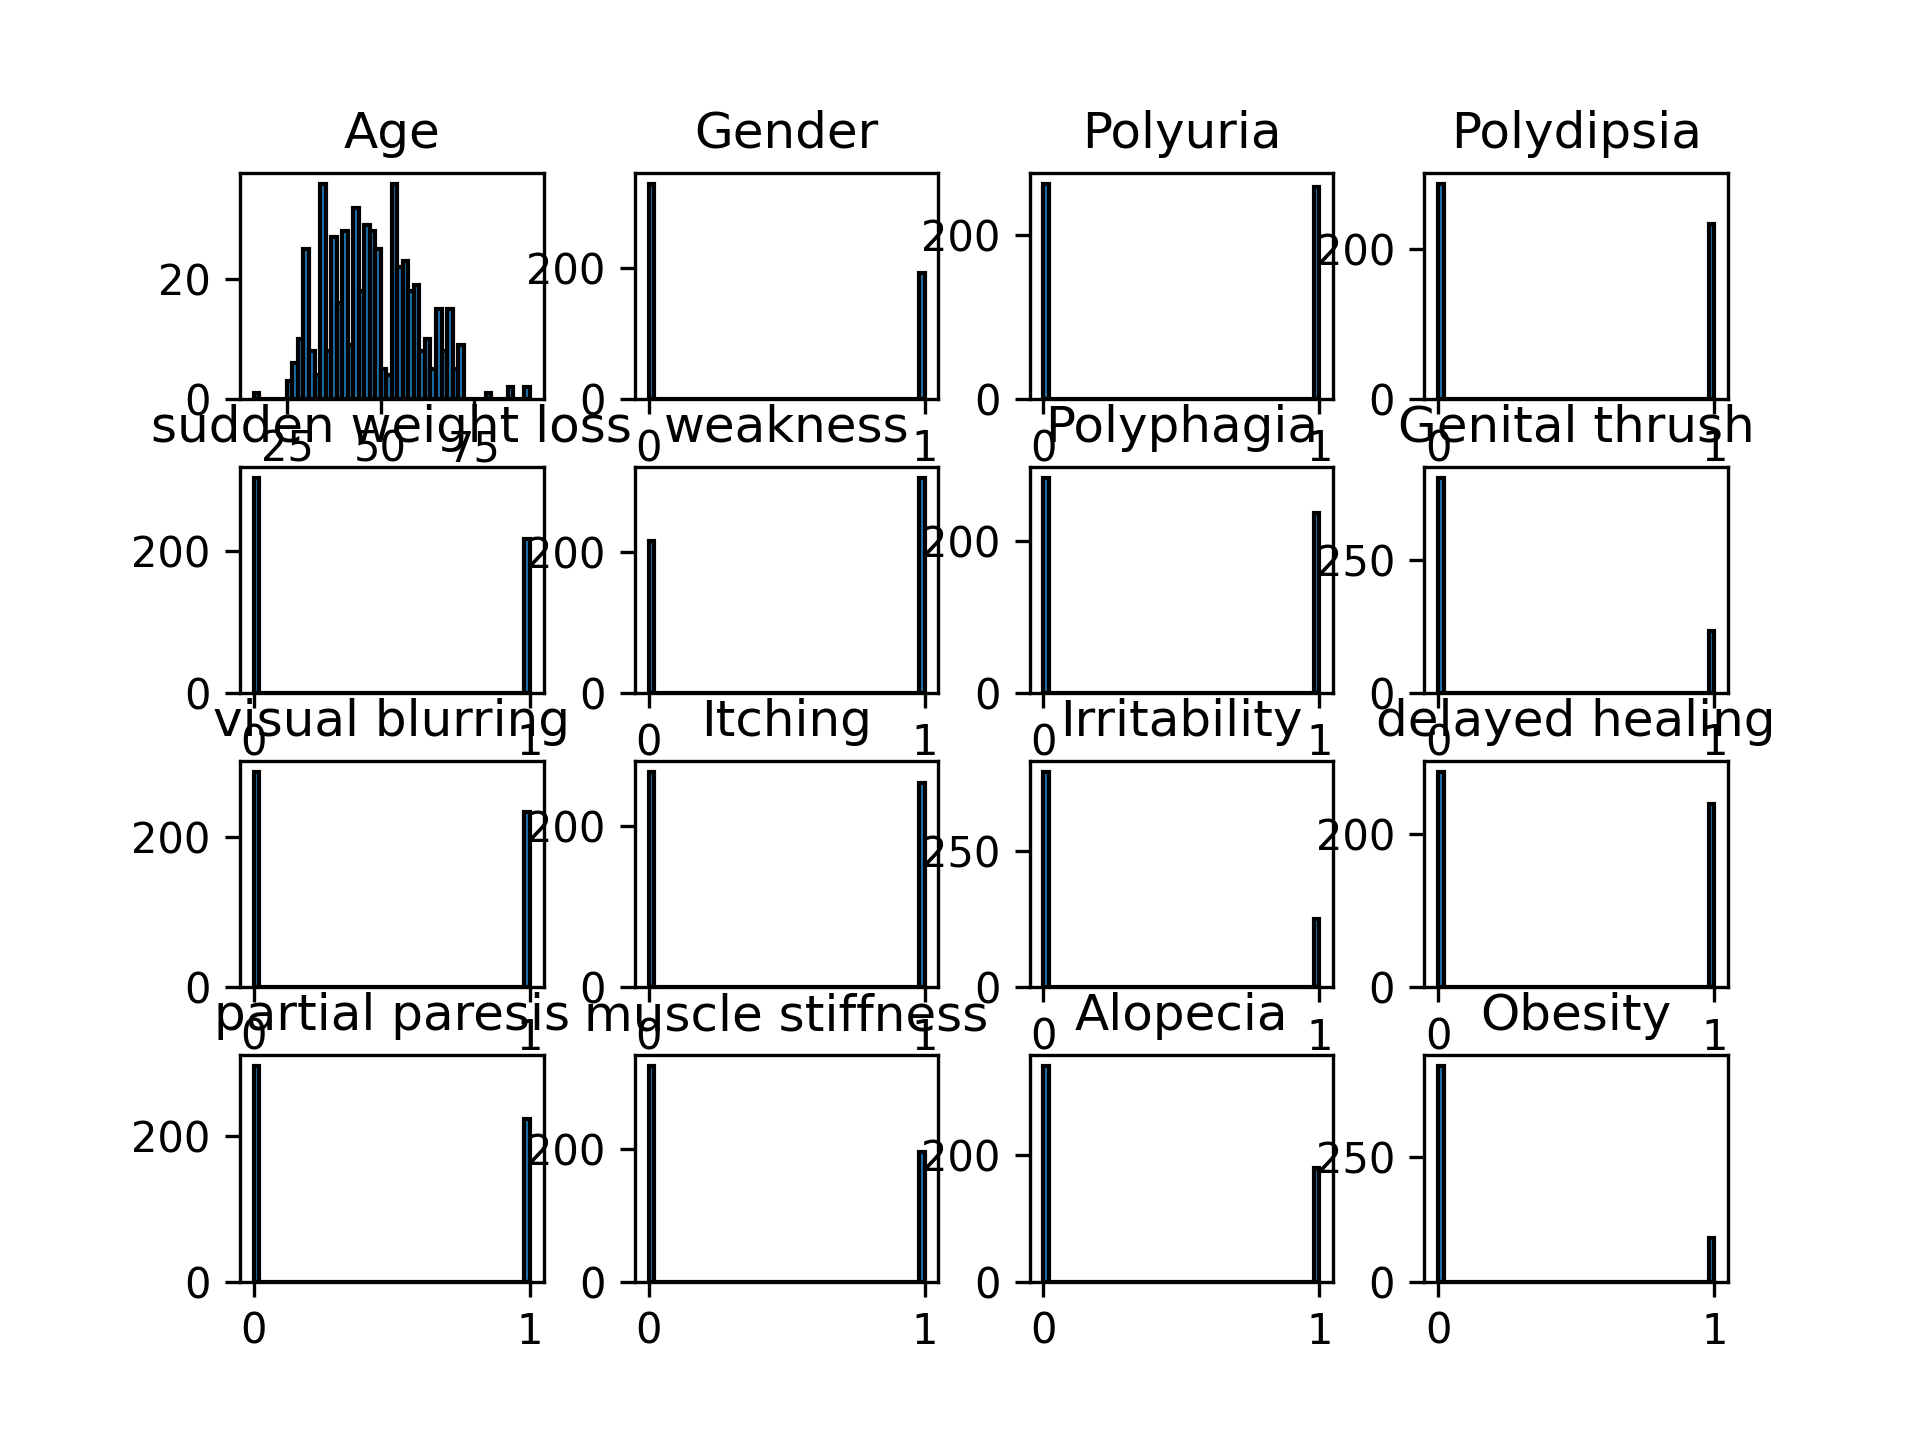 Age Gender Polyuria Polydipsia
20 200 200 200
0 0 0 0
25 50 75 0 1 0 1 0 1
sudden weight loss weakness Polyphagia Genital thrush
200 200 200 250
0 0 0 0
0 1 0 1 0 1 0 1
visual blurring Itching Irritability delayed healing
200 200 250 200
0 0 0 0
0 1 0 1 0 1 0 1
partial paresis muscle stiffness Alopecia Obesity
200 200 200 250
0 0 0 0
0 1 0 1 0 1 0 1